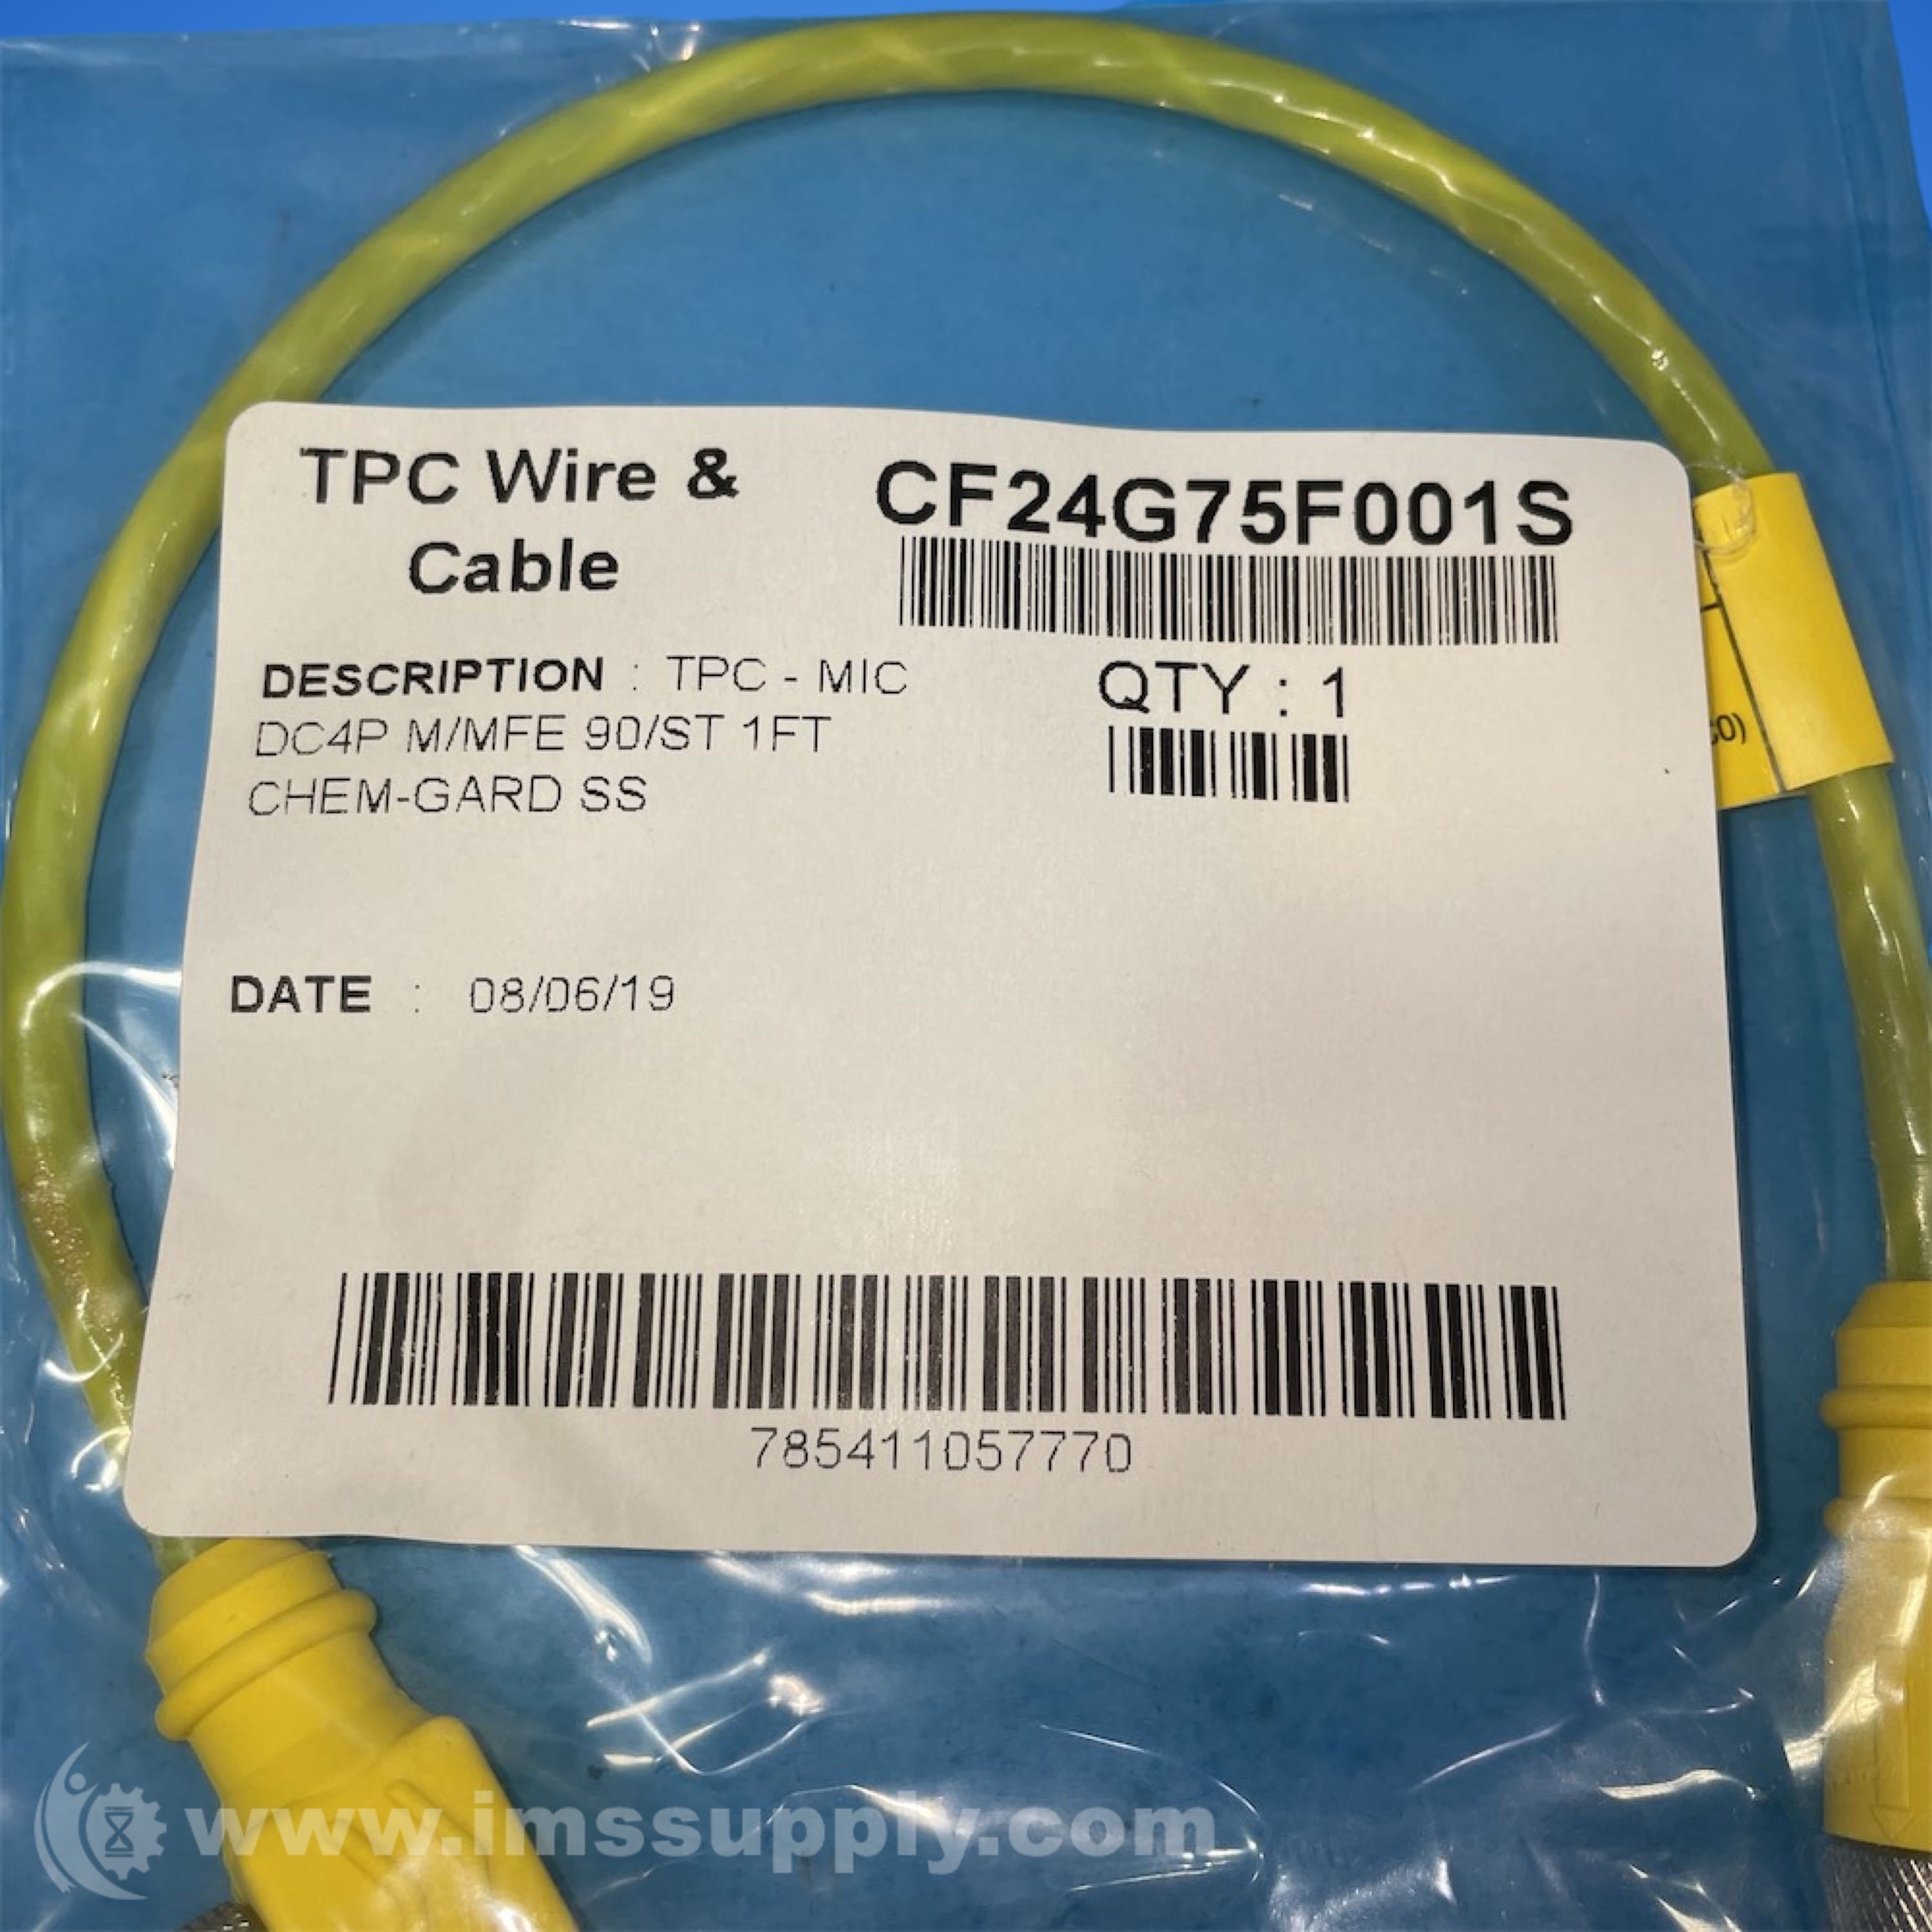 TPC Wire &
Cable
CF24G75F001S
DESCRIPTION : TPC - MIC
DC4P M/MFE 90/ST 1FT
CHEM-GARD SS
QTY : 1
DATE : 08/06/19
785411057770
www.imssupply.com